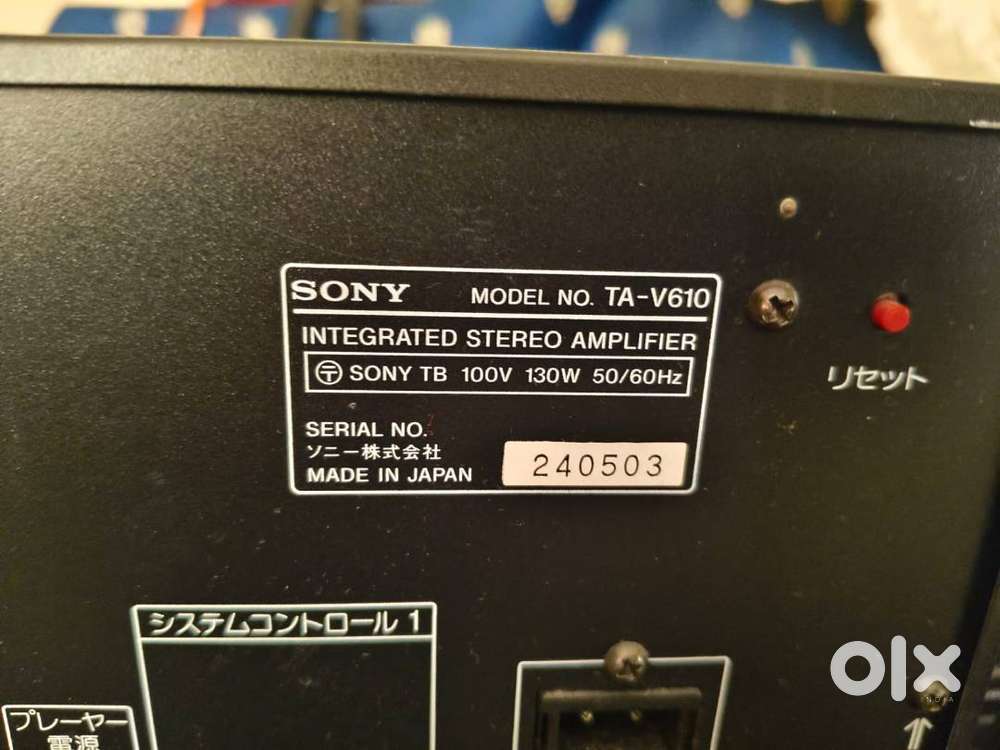 SONY MODEL NO. TA-V610
INTEGRATED STEREO AMPLIFIER
〶 SONY TB 100V 130W 50/60Hz
SERIAL NO.
ソニー株式会社
MADE IN JAPAN 240503
リセット
システムコントロール 1
プレーヤー
電源
olx